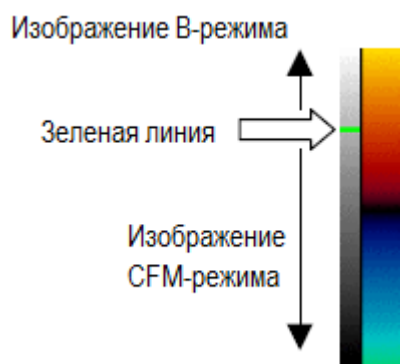 Изображение B-режима
Зеленая линия
Изображение
CFM-режима